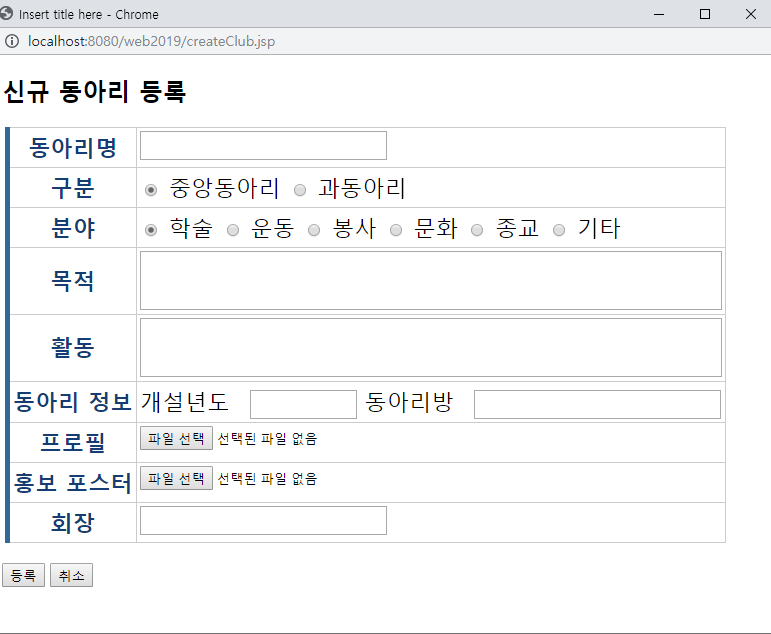 Insert title here - Chrome
localhost:8080/web2019/createClub.jsp
신규 동아리 등록
동아리명
구분 중앙동아리 과동아리
분야 학술 운동 봉사 문화 종교 기타
목적
활동
동아리 정보 개설년도 동아리방
프로필 파일 선택 선택된 파일 없음
홍보 포스터 파일 선택 선택된 파일 없음
회장
등록 취소